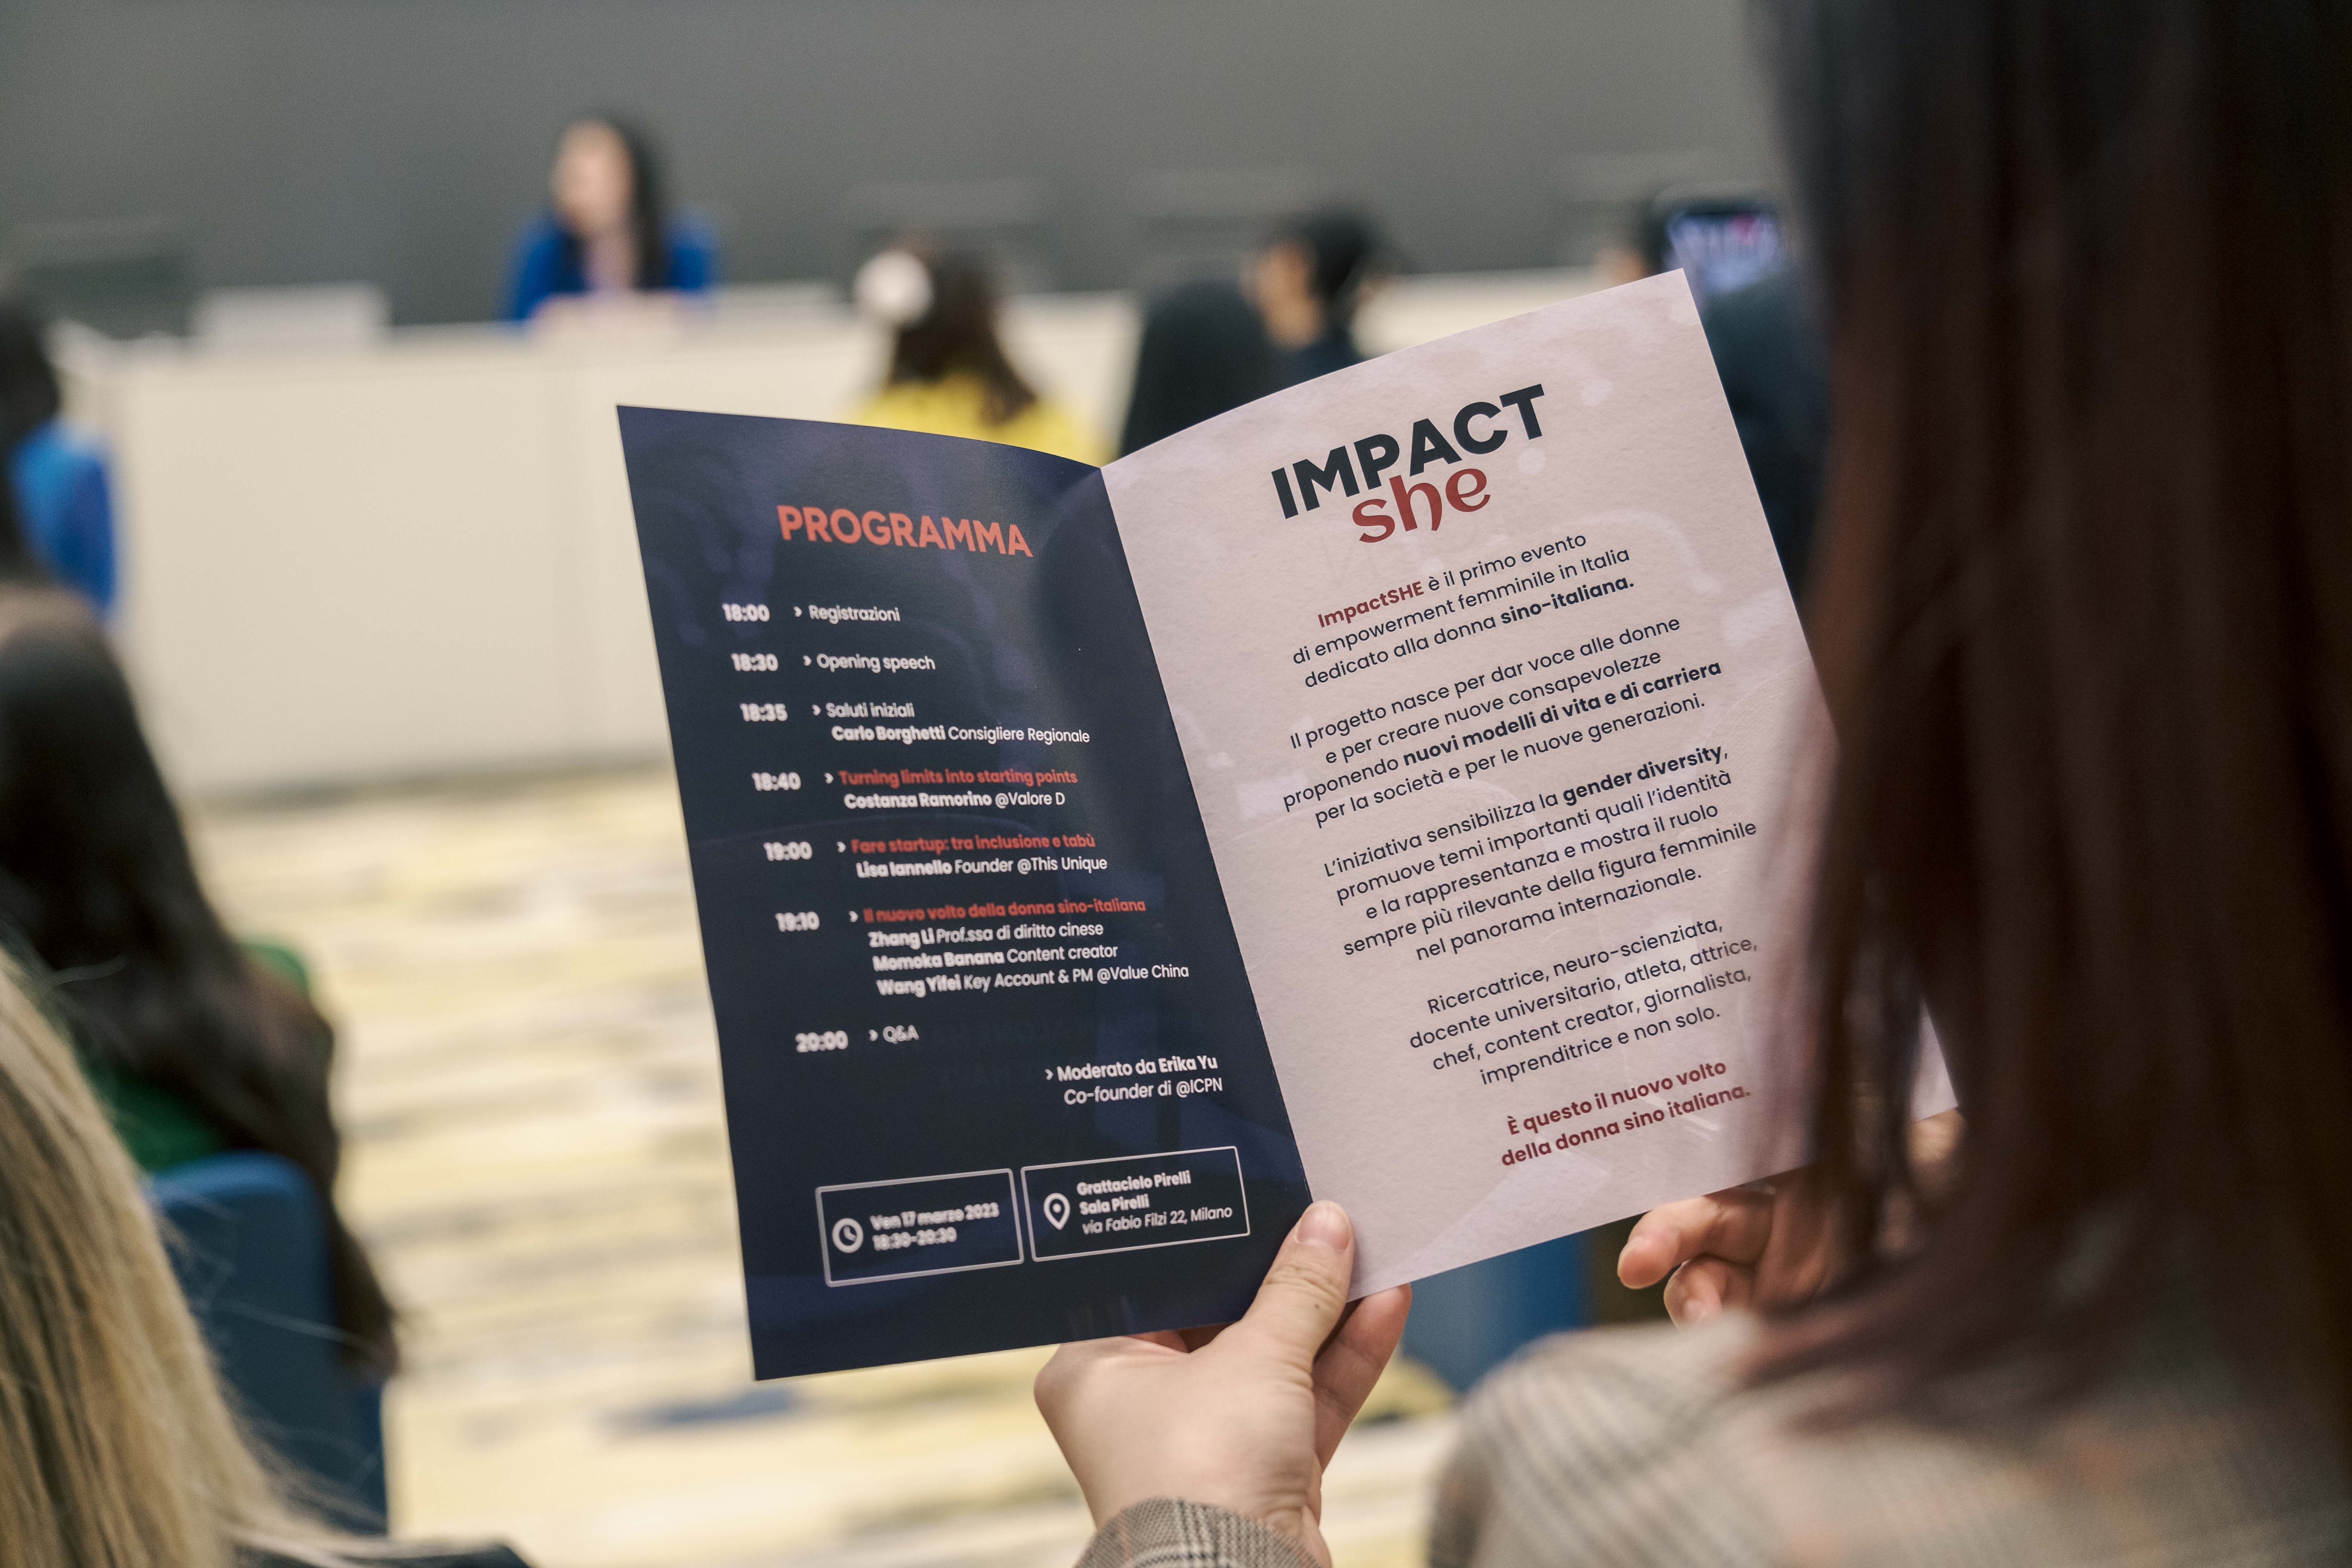 PROGRAMMA
18:00 › Registrazioni
18:30 › Opening speech
18:35 › Saluti iniziali
Carlo Borghetti Consigliere Regionale
18:40 › Turning limits into starting points
Costanza Ramorino @Valore D
19:00 › Fare startup: tra inclusione e tabù
Lisa Iannello Founder @This Unique
19:10 › Il nuovo volto della donna sino-italiana
Zhang Li Prof.ssa di diritto cinese
Momoka Banana Content creator
Wang Yifei Key Account & PM @Value China
20:00 › Q&A
› Moderato da Erika Yu
Co-founder di @ICPN
Ven 17 marzo 2023
18:30-20:30
Grattacielo Pirelli
Sala Pirelli
via Fabio Filzi 22, Milano
IMPACT
she
ImpactSHE è il primo evento
di empowerment femminile in Italia
dedicato alla donna sino-italiana.
Il progetto nasce per dar voce alle donne
e per creare nuove consapevolezze
proponendo nuovi modelli di vita e di carriera
per la società e per le nuove generazioni.
L'iniziativa sensibilizza la gender diversity,
promuove temi importanti quali l'identità
e la rappresentanza e mostra il ruolo
sempre più rilevante della figura femminile
nel panorama internazionale.
Ricercatrice, neuro-scienziata,
docente universitario, atleta, attrice,
chef, content creator, giornalista,
imprenditrice e non solo.
È questo il nuovo volto
della donna sino italiana.